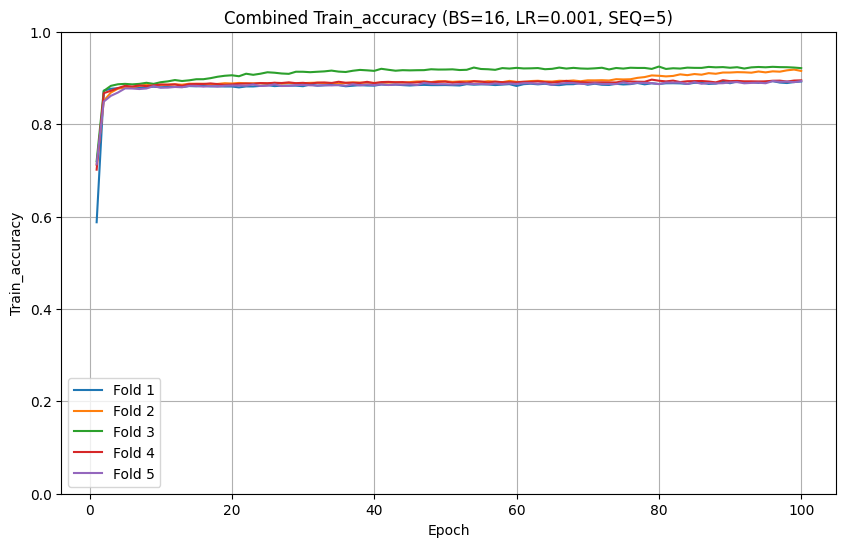 Combined Train_accuracy (BS=16, LR=0.001, SEQ=5)
Train_accuracy
1.0
0.8
0.6
0.4
0.2
0.0
Fold 1
Fold 2
Fold 3
Fold 4
Fold 5
0 20 40 60 80 100
Epoch